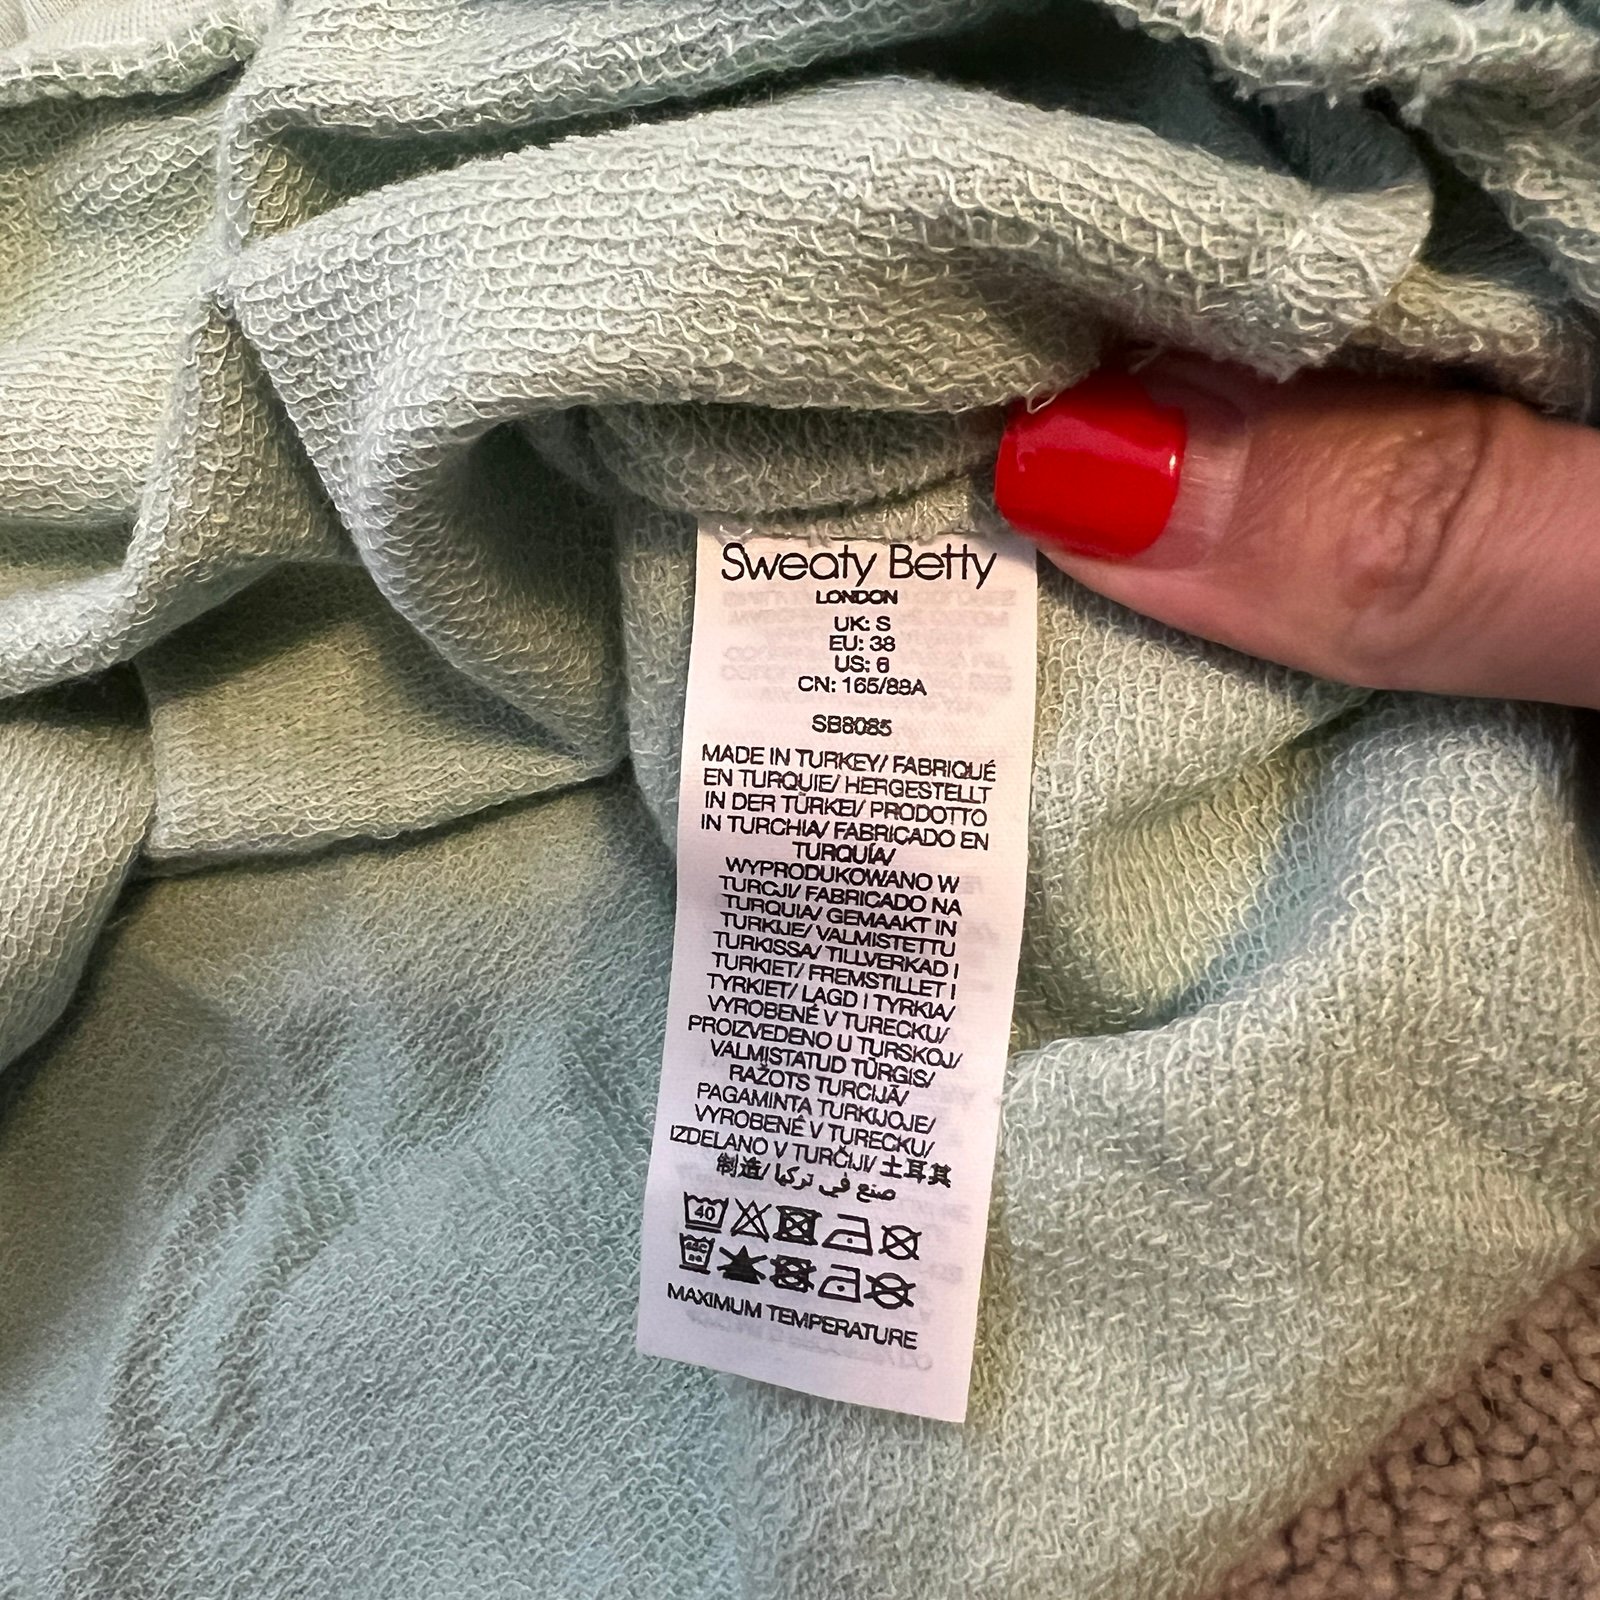 Sweaty Betty
LONDON
UK: S
EU: 38
US: 6
CN: 165/88A
SB8085
MADE IN TURKEY/ FABRIQUÉ
EN TURQUIE/ HERGESTELLT
IN DER TÜRKEI/ PRODOTTO
IN TURCHIA/ FABRICADO EN
TURQUÍA/
WYPRODUKOWANO W
TURCJI/ FABRICADO NA
TURQUIA/ GEMAAKT IN
TURKIJE/ VALMISTETTU
TURKISSA/ TILLVERKAD I
TURKIET/ FREMSTILLET I
TYRKIET/ LAGD I TYRKIA/
VYROBENÉ V TURECKU/
PROIZVEDENO U TURSKOJ/
VALMISTATUD TÜRGIS/
RAŽOTS TURCIJĀ/
PAGAMINTA TURKIJOJE/
VYROBENÉ V TURECKU/
IZDELANO V TURČIJI/ 土耳其
制造/ صنع في تركيا
40
MAXIMUM TEMPERATURE